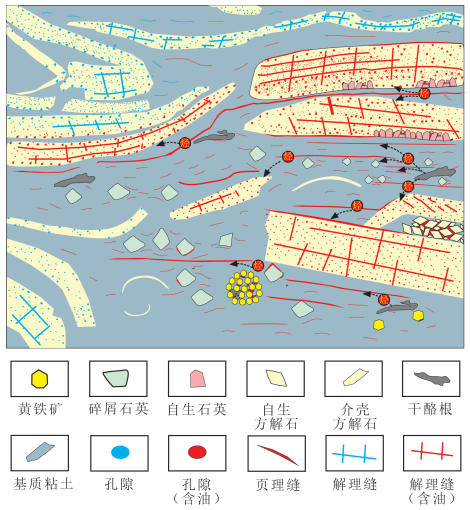 黄铁矿
碎屑石英
自生石英
自生
方解石
介壳
方解石
干酪根
基质粘土
孔隙
孔隙
（含油）
页理缝
解理缝
解理缝
（含油）